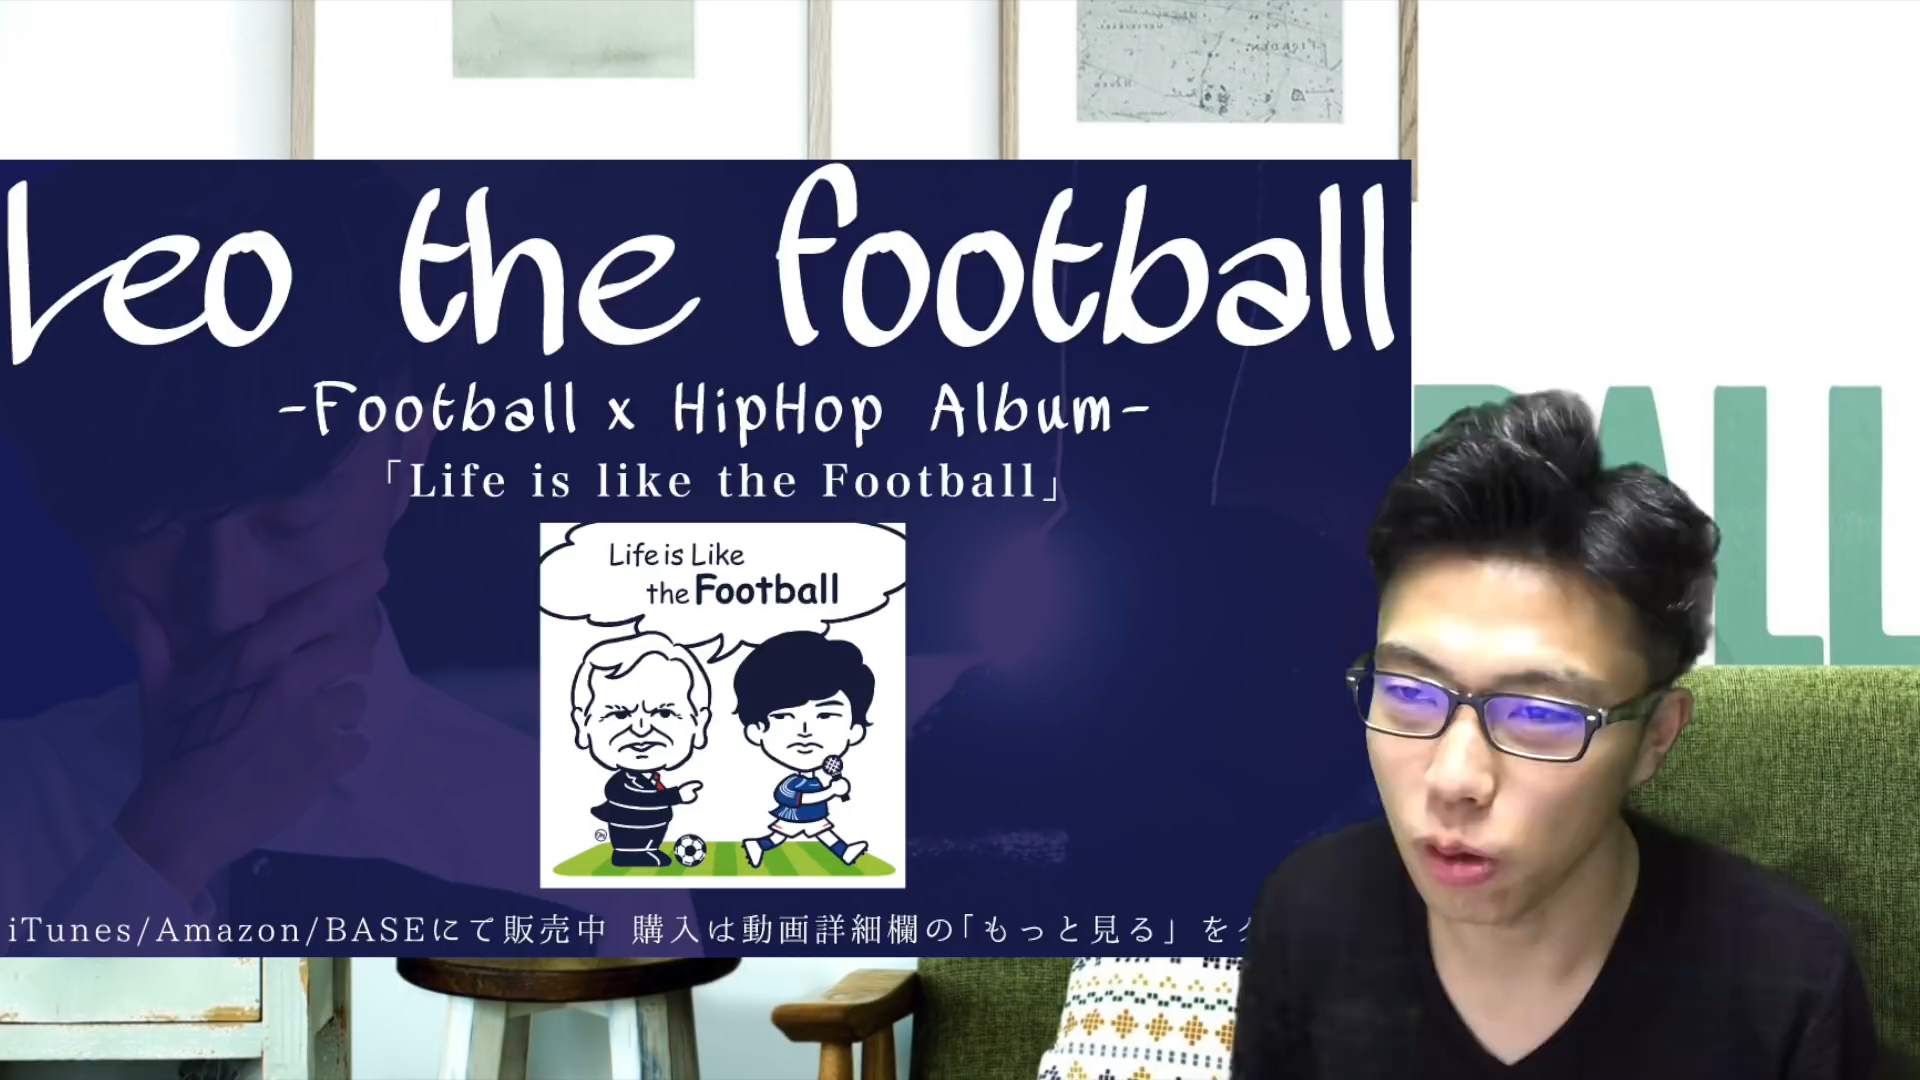 Leo the football
-Football x HipHop Album-
「Life is like the Football」
Life is Like
the Football
iTunes/Amazon/BASEにて販売中 購入は動画詳細欄の「もっと見る」を
ALL